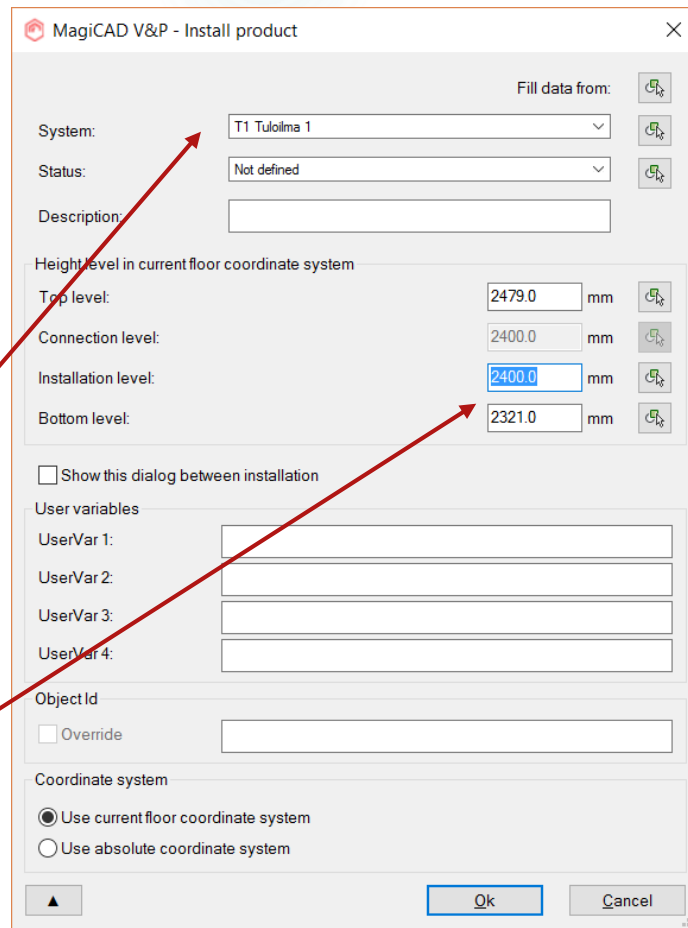 MagiCAD V&P - Install product
Fill data from:
System: T1 Tuloilma 1
Status: Not defined
Description:
Height level in current floor coordinate system
Top level: 2479.0 mm
Connection level: 2400.0 mm
Installation level: 2400.0 mm
Bottom level: 2321.0 mm
Show this dialog between installation
User variables
UserVar 1:
UserVar 2:
UserVar 3:
UserVar 4:
Object Id
Override
Coordinate system
Use current floor coordinate system
Use absolute coordinate system
▲ Ok Cancel